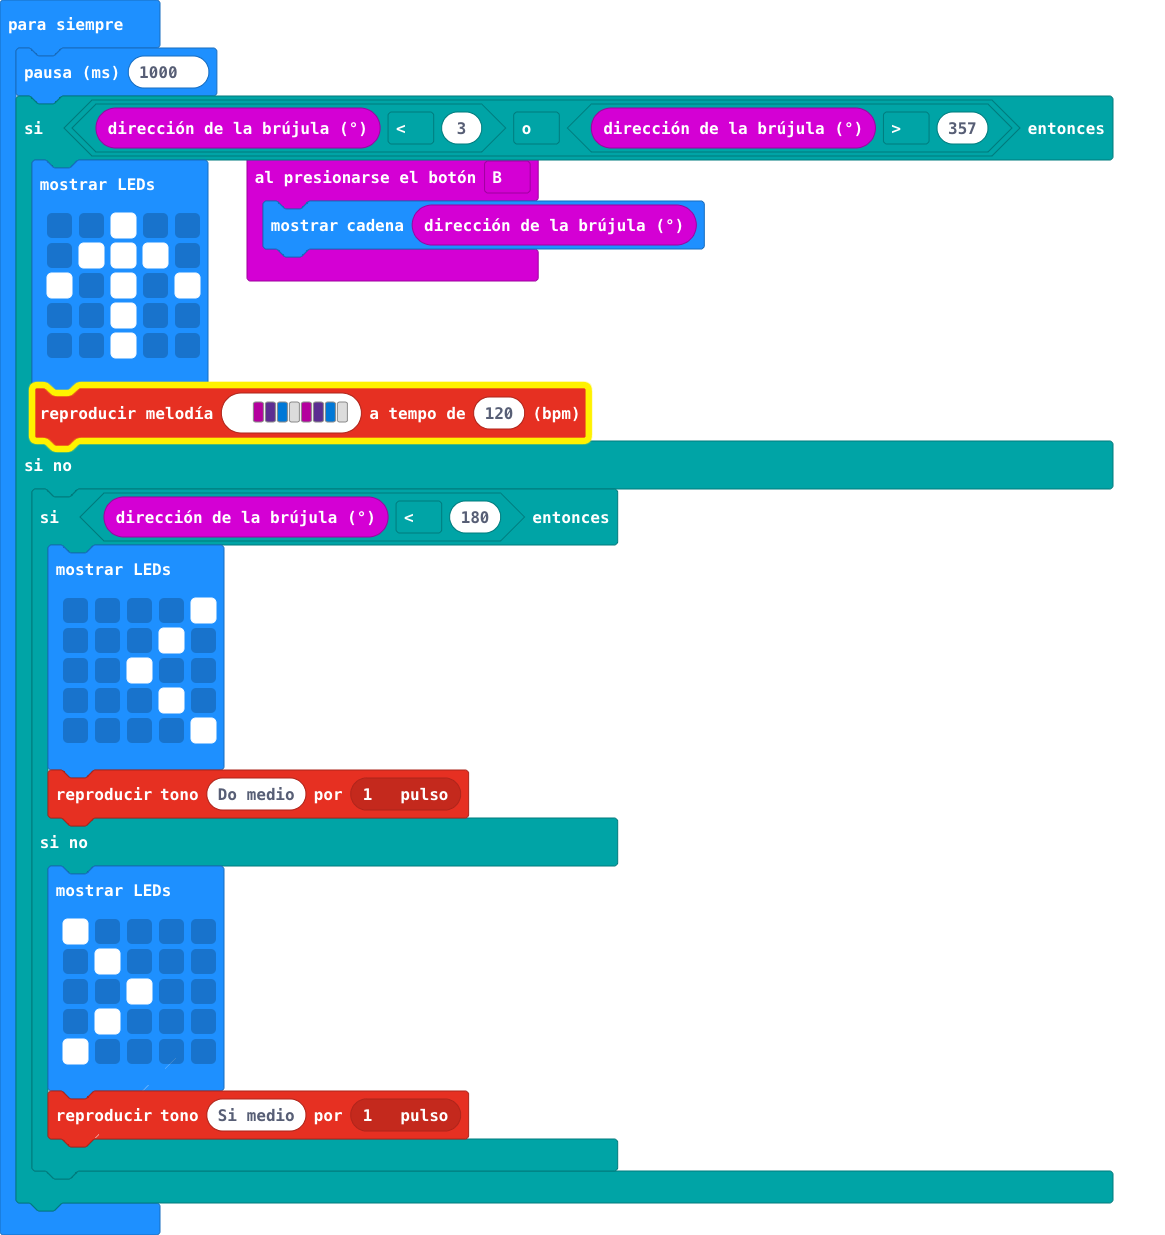 para siempre
pausa (ms) 1000
si dirección de la brújula (°) < 3 o dirección de la brújula (°) > 357 entonces
mostrar LEDs
al presionarse el botón B
mostrar cadena dirección de la brújula (°)
reproducir melodía a tempo de 120 (bpm)
si no
si dirección de la brújula (°) < 180 entonces
mostrar LEDs
reproducir tono Do medio por 1 pulso
si no
mostrar LEDs
reproducir tono Si medio por 1 pulso